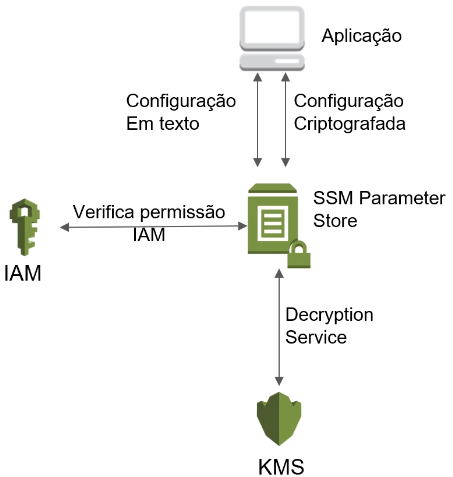 Aplicação
Configuração
Em texto
Configuração
Criptografada
SSM Parameter
Store
Verifica permissão
IAM
IAM
Decryption
Service
KMS